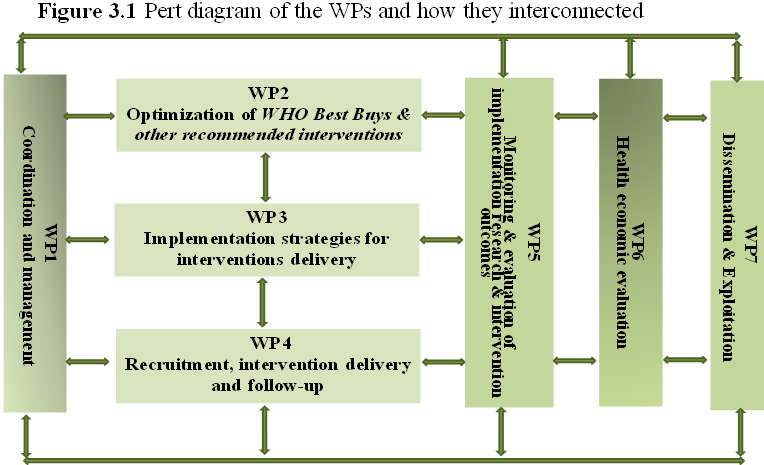 Figure 3.1 Pert diagram of the WPs and how they interconnected
WP1
Coordination and management
WP2
Optimization of WHO Best Buys &
other recommended interventions
WP3
Implementation strategies for
interventions delivery
WP4
Recruitment, intervention delivery
and follow-up
WP5
Monitoring & evaluation of
implementation research & intervention
outcomes
WP6
Health economic evaluation
WP7
Dissemination & Exploitation